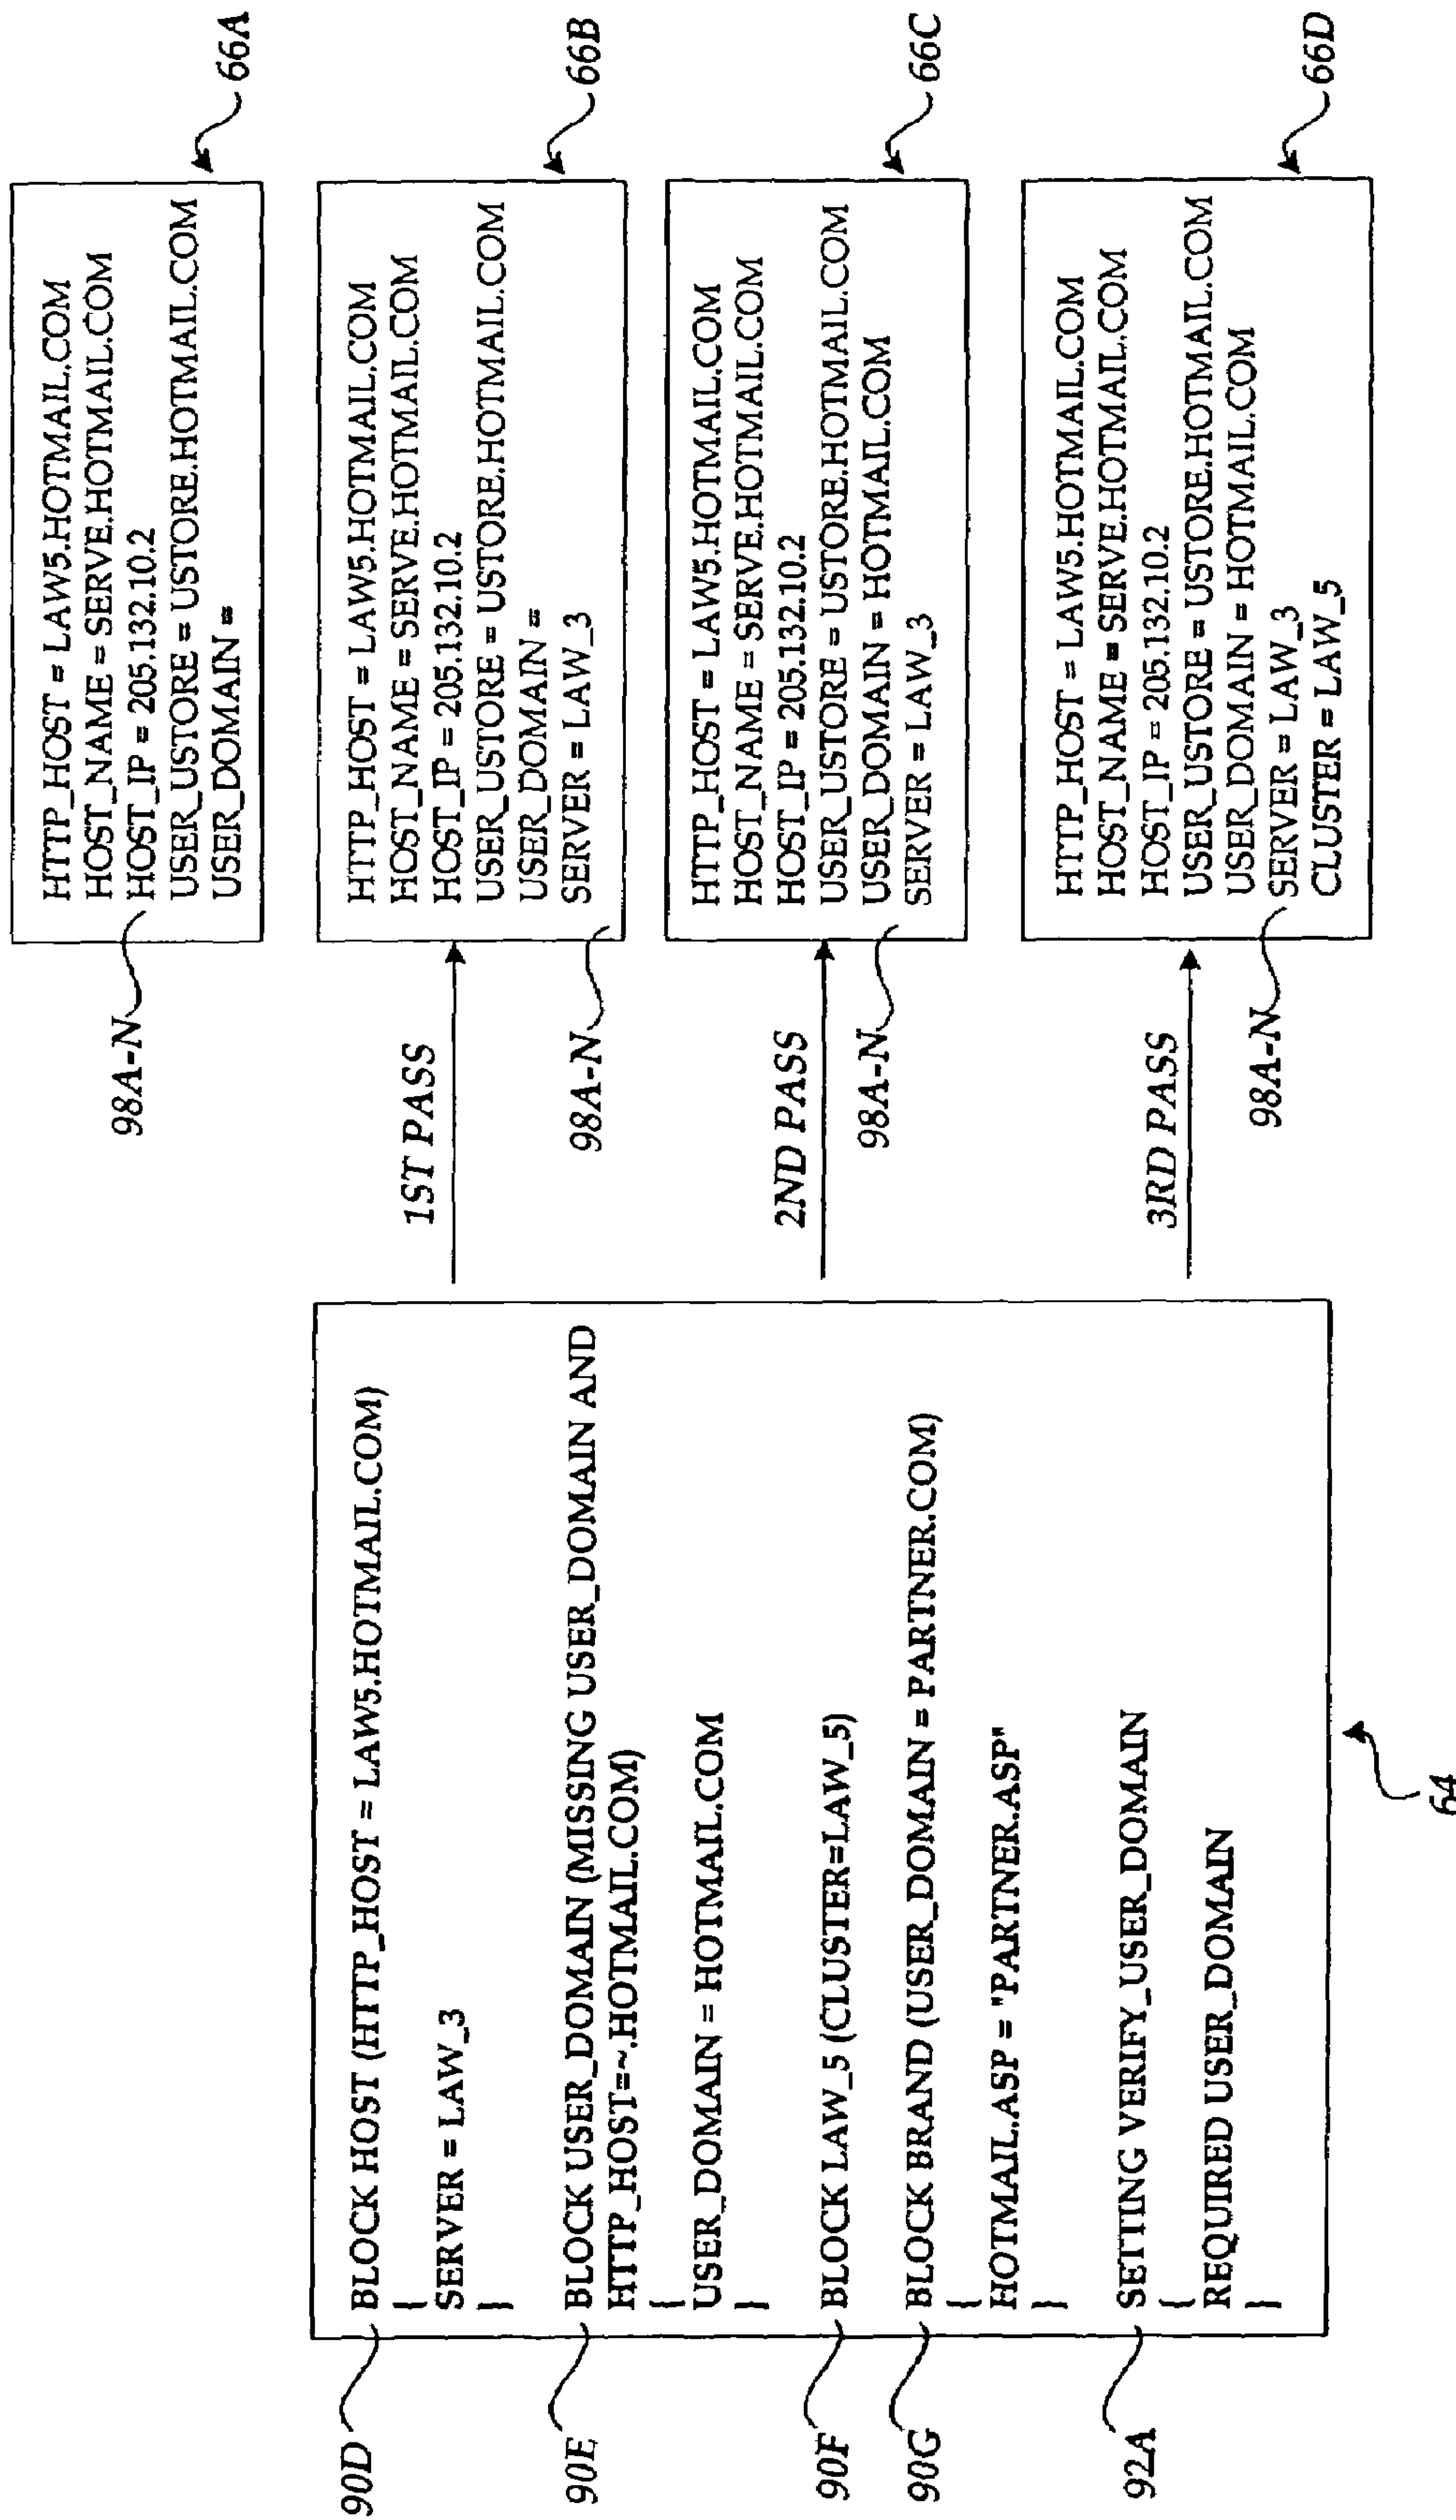 90D
BLOCK HOST (HTTP_HOST = LAW5.HOTMAIL.COM)
{
SERVER = LAW_3
}
90E
BLOCK USER_DOMAIN (MISSING USER_DOMAIN AND
HTTP_HOST=~.HOTMAIL.COM)
{
USER_DOMAIN = HOTMAIL.COM
}
90F
BLOCK LAW_5 (CLUSTER=LAW_5)
90G
BLOCK BRAND (USER_DOMAIN = PARTNER.COM)
{
HOTMAIL.ASP = "PARTNER.ASP"
}
92A
SETTING VERIFY_USER_DOMAIN
{
REQUIRED USER_DOMAIN
}
64
98A-N
HTTP_HOST = LAW5.HOTMAIL.COM
HOST_NAME = SERVE.HOTMAIL.COM
HOST_IP = 205.132.10.2
USER_USTORE = USTORE.HOTMAIL.COM
USER_DOMAIN =
66A
1ST PASS
98A-N
HTTP_HOST = LAW5.HOTMAIL.COM
HOST_NAME = SERVE.HOTMAIL.COM
HOST_IP = 205.132.10.2
USER_USTORE = USTORE.HOTMAIL.COM
USER_DOMAIN =
SERVER = LAW_3
66B
2ND PASS
98A-N
HTTP_HOST = LAW5.HOTMAIL.COM
HOST_NAME = SERVE.HOTMAIL.COM
HOST_IP = 205.132.10.2
USER_USTORE = USTORE.HOTMAIL.COM
USER_DOMAIN = HOTMAIL.COM
SERVER = LAW_3
66C
3RD PASS
98A-N
HTTP_HOST = LAW5.HOTMAIL.COM
HOST_NAME = SERVE.HOTMAIL.COM
HOST_IP = 205.132.10.2
USER_USTORE = USTORE.HOTMAIL.COM
USER_DOMAIN = HOTMAIL.COM
SERVER = LAW_3
CLUSTER = LAW_5
66D